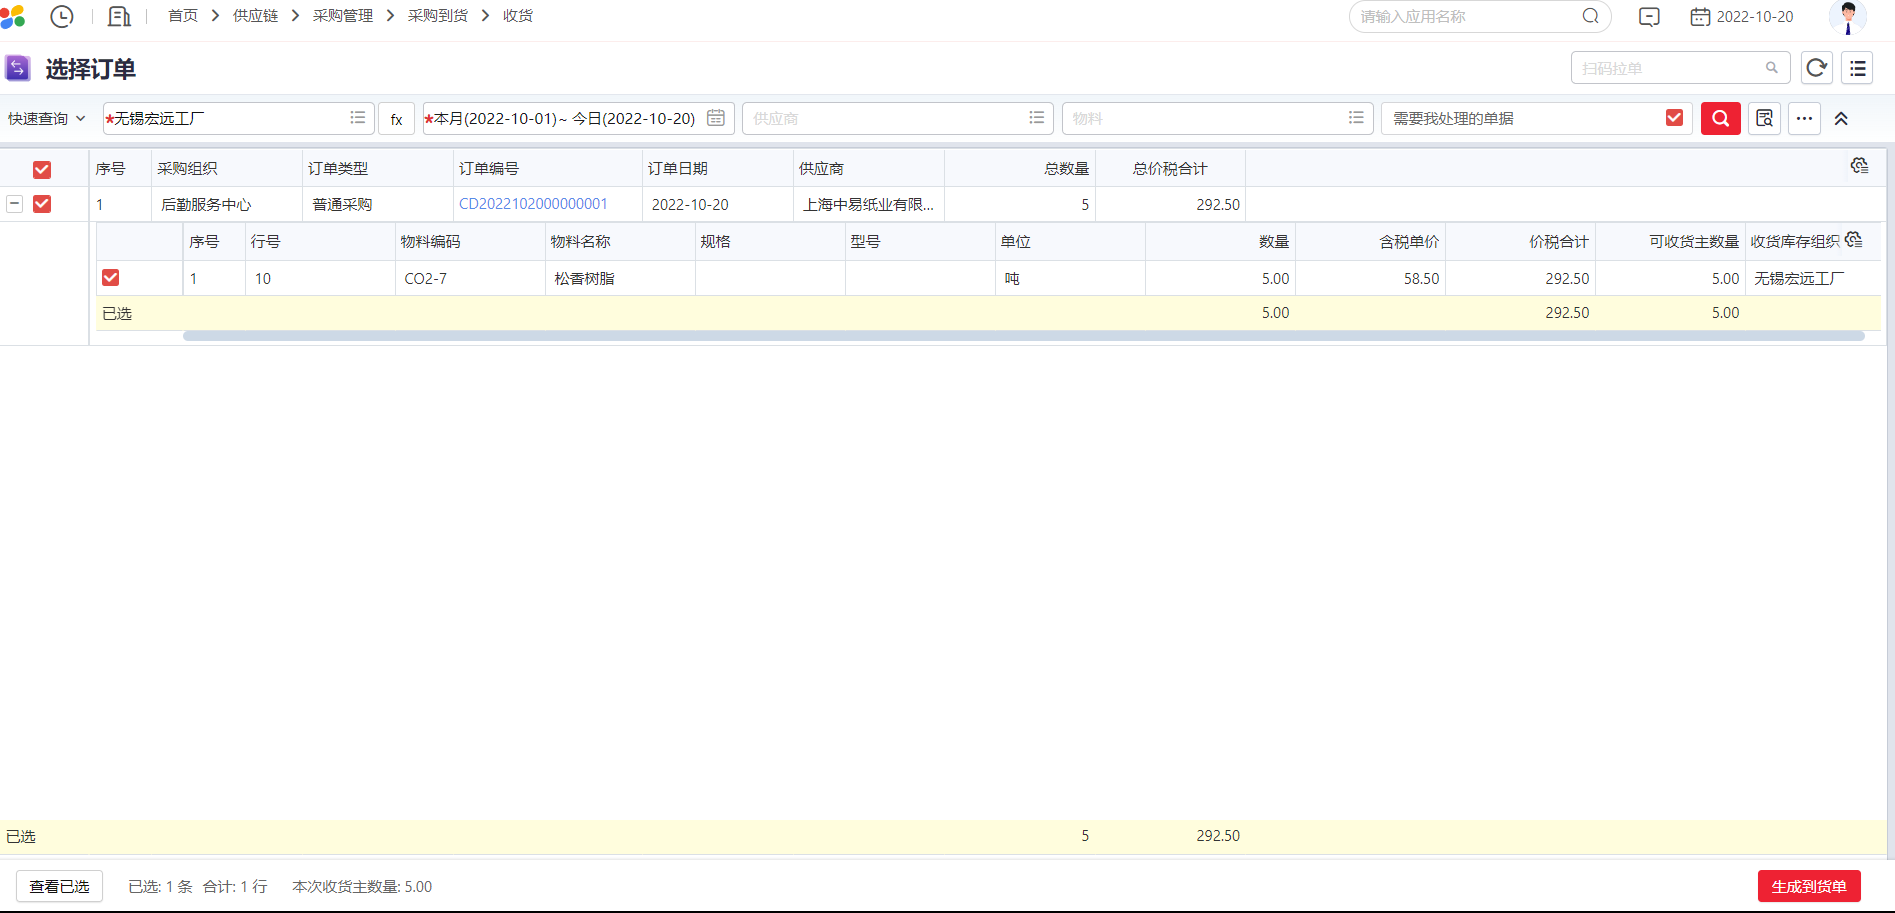 首页 > 供应链 > 采购管理 > 采购到货 > 收货 请输入应用名称 2022-10-20
选择订单 扫码拉单
快速查询 *无锡宏远工厂 fx *本月(2022-10-01)~ 今日(2022-10-20) 供应商 物料 需要我处理的单据
序号 采购组织 订单类型 订单编号 订单日期 供应商 总数量 总价税合计
1 后勤服务中心 普通采购 CD2022102000000001 2022-10-20 上海中易纸业有限... 5 292.50
序号 行号 物料编码 物料名称 规格 型号 单位 数量 含税单价 价税合计 可收货主数量 收货库存组织
1 10 CO2-7 松香树脂 吨 5.00 58.50 292.50 5.00 无锡宏远工厂
已选 5.00 292.50 5.00
已选 5 292.50
查看已选 已选: 1 条 合计: 1 行 本次收货主数量: 5.00 生成到货单